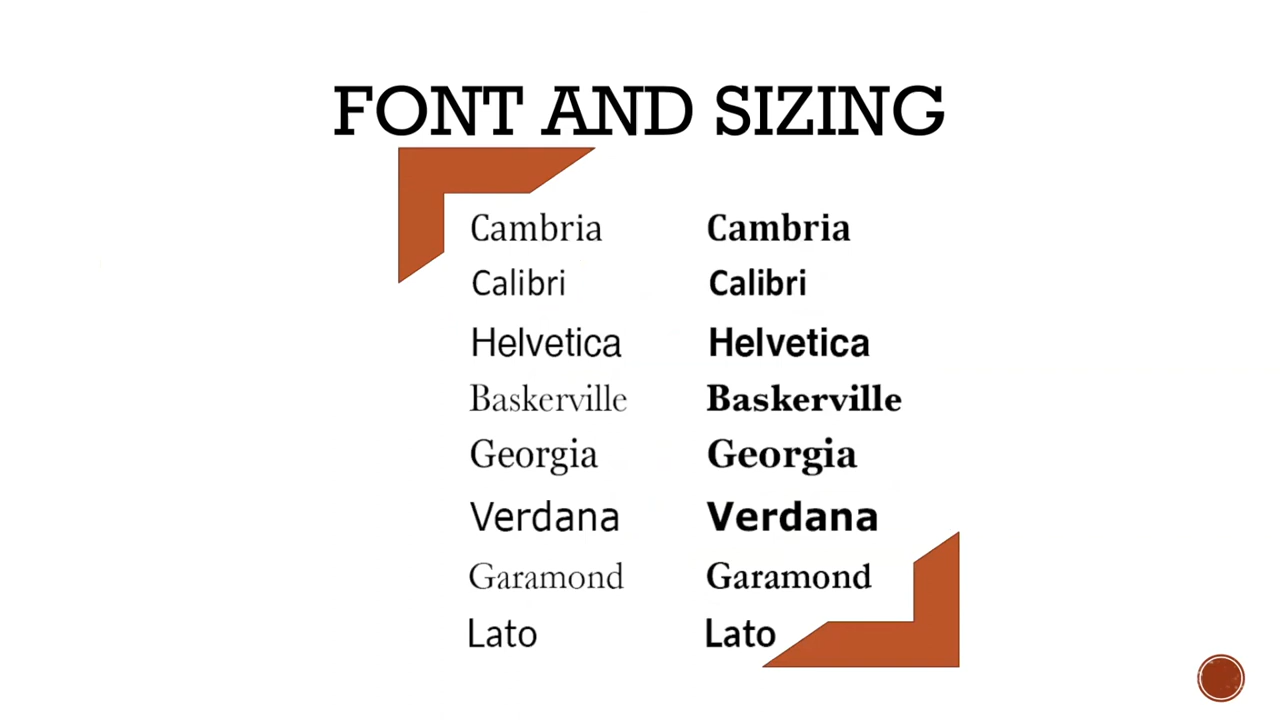 FONT AND SIZING
Cambria Cambria
Calibri Calibri
Helvetica Helvetica
Baskerville Baskerville
Georgia Georgia
Verdana Verdana
Garamond Garamond
Lato Lato